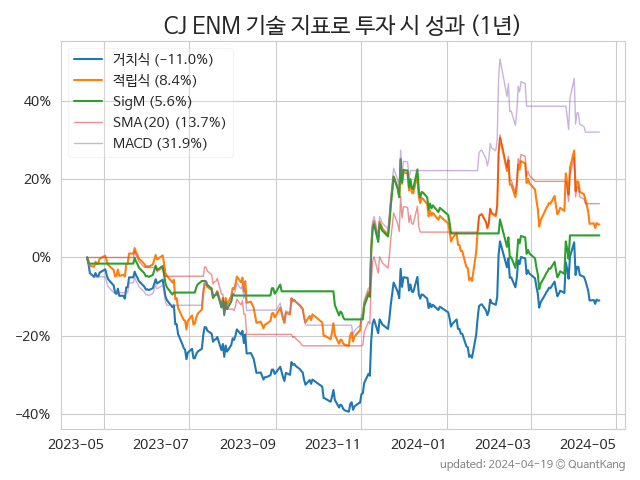 CJ ENM 기술 지표로 투자 시 성과 (1년)
거치식 (−11.0%)
적립식 (8.4%)
SigM (5.6%)
SMA(20) (13.7%)
MACD (31.9%)
40%
20%
0%
−20%
−40%
2023-05 2023-07 2023-09 2023-11 2024-01 2024-03 2024-05
updated: 2024-04-19 © QuantKang